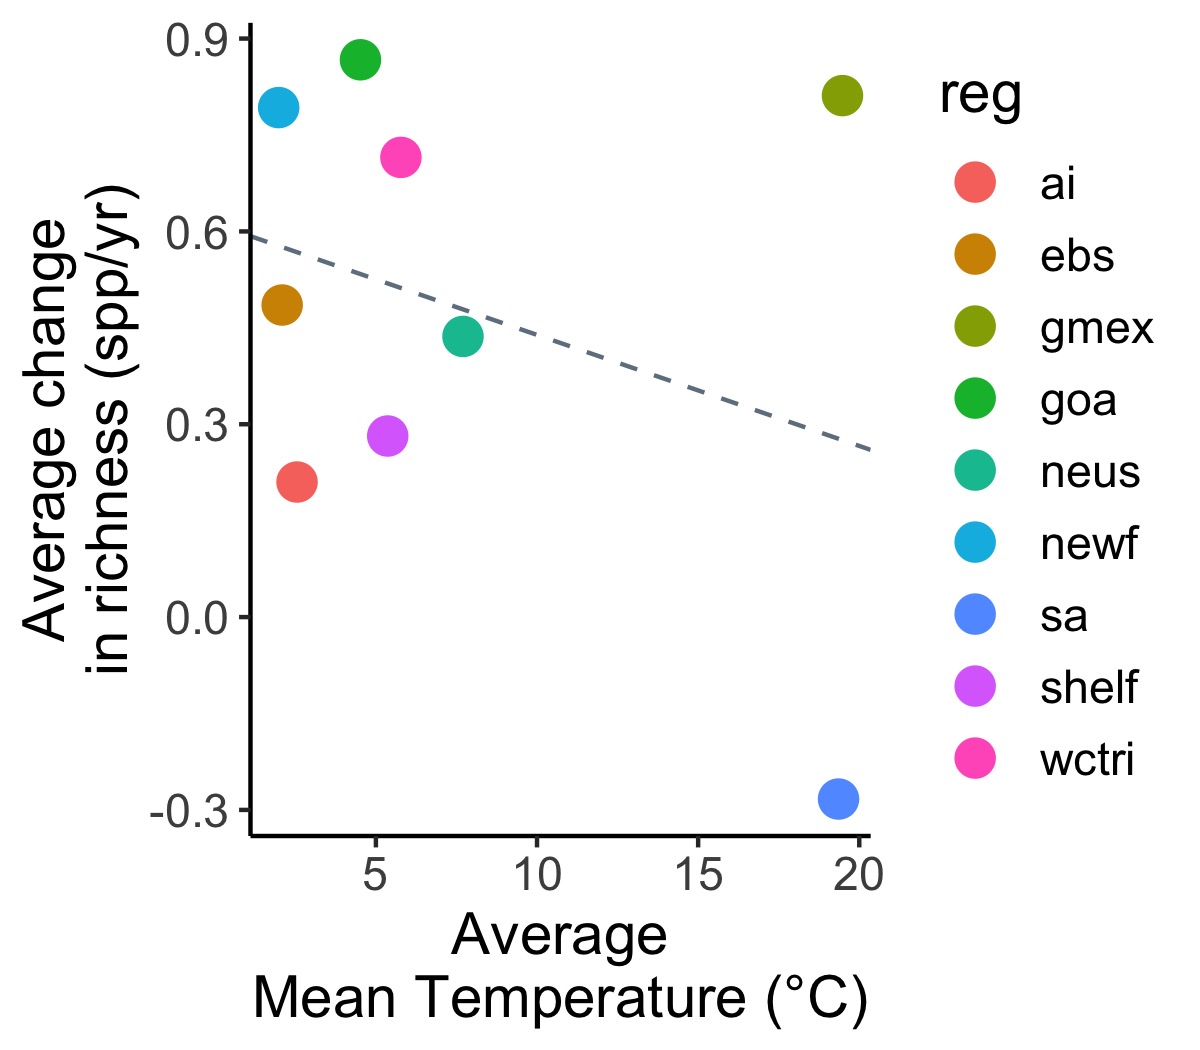 Average change
in richness (spp/yr)
0.9
0.6
0.3
0.0
-0.3
5
10
15
20
Average
Mean Temperature (°C)
reg
ai
ebs
gmex
goa
neus
newf
sa
shelf
wctri